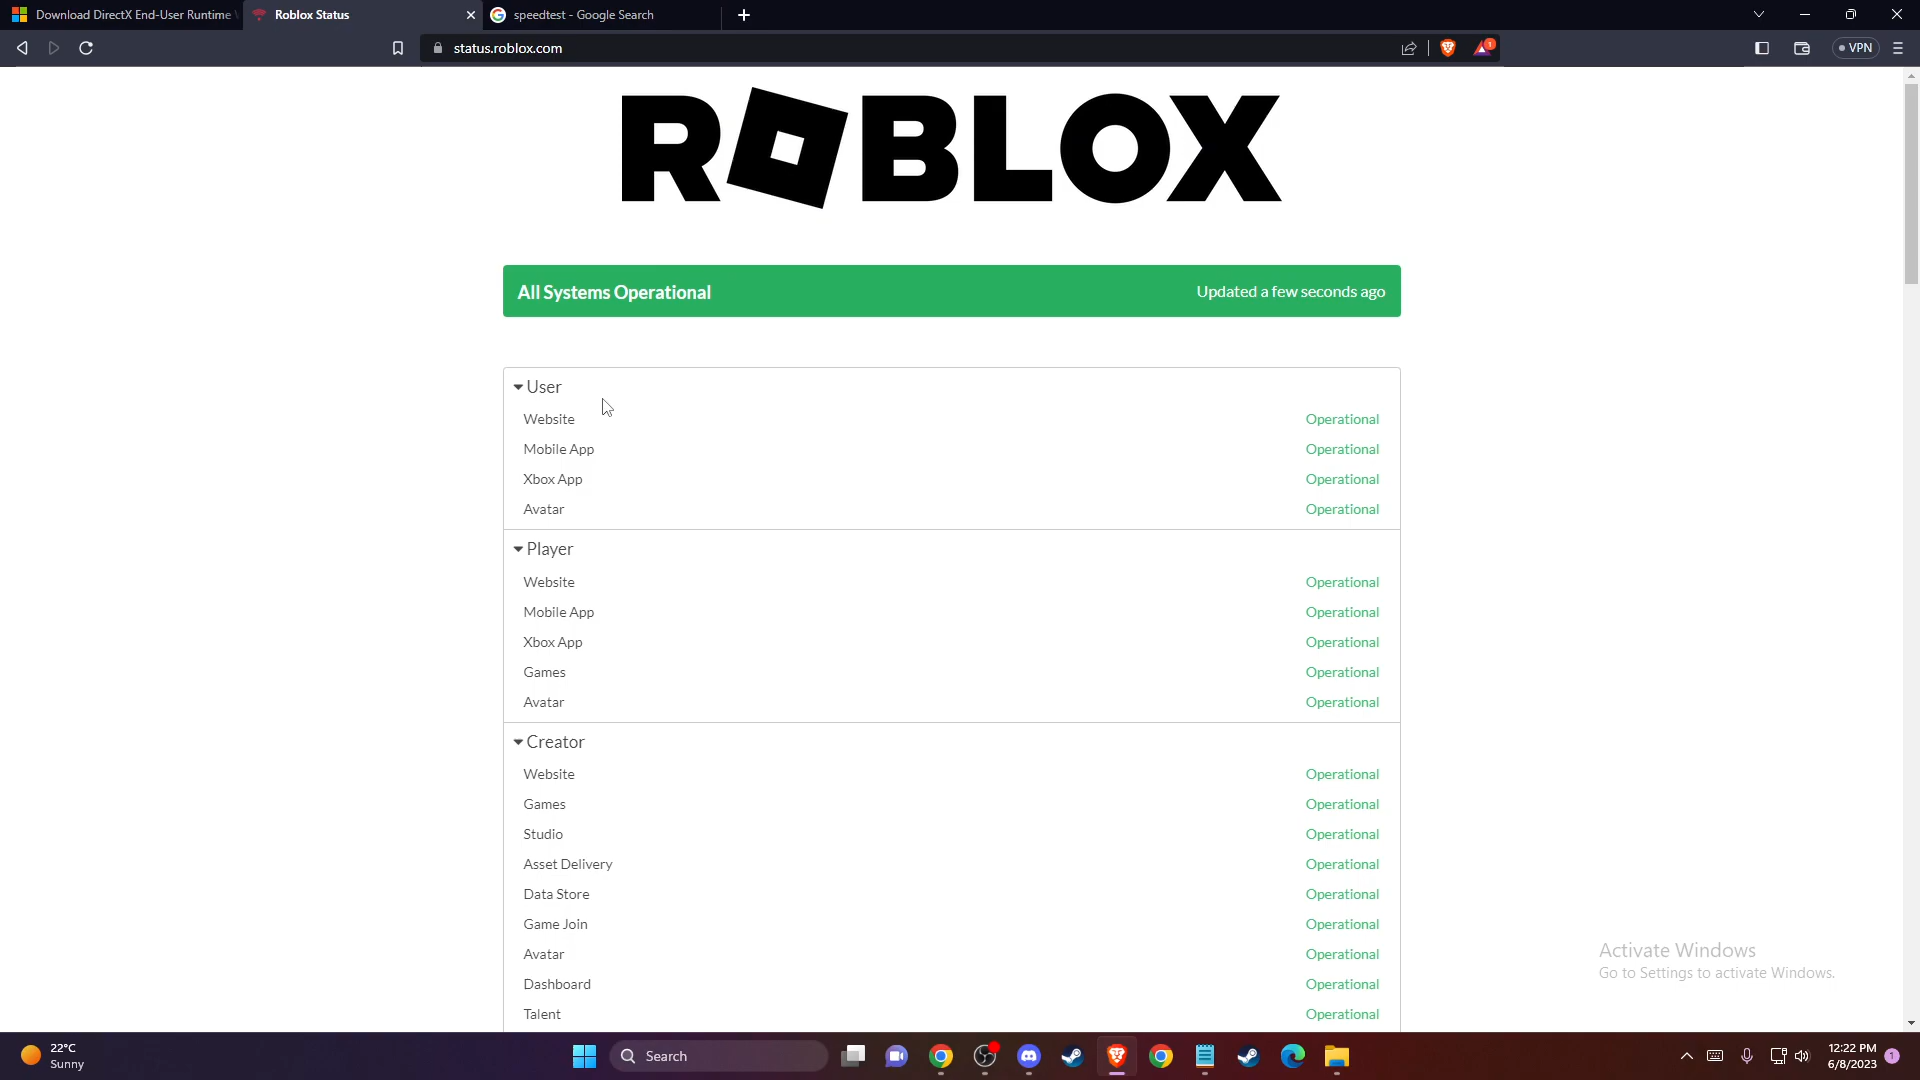 Download DirectX End-User Runtime
Roblox Status
speedtest - Google Search
status.roblox.com
1
VPN
ROBLOX
All Systems Operational
Updated a few seconds ago
User
Website Operational
Mobile App Operational
Xbox App Operational
Avatar Operational
Player
Website Operational
Mobile App Operational
Xbox App Operational
Games Operational
Avatar Operational
Creator
Website Operational
Games Operational
Studio Operational
Asset Delivery Operational
Data Store Operational
Game Join Operational
Avatar Operational
Dashboard Operational
Talent Operational
Activate Windows
Go to Settings to activate Windows.
22°C
Sunny
Search
12:22 PM
6/8/2023
1